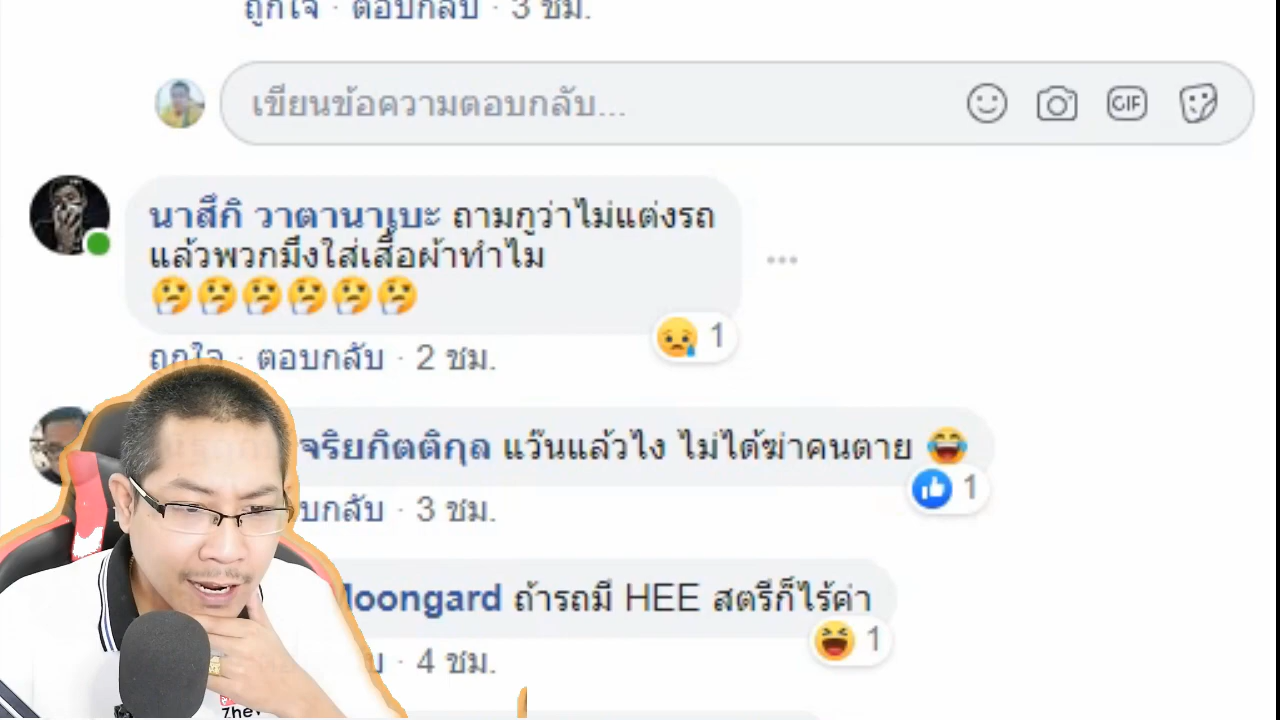 ถูกใจ · ตอบกลับ · 3 ชม.
เขียนข้อความตอบกลับ...
GIF
นาสึกิ วาตานาเบะ ถามกูว่าไม่แต่งรถ
แล้วพวกมึงใส่เสื้อผ้าทำไม
🤔🤔🤔🤔🤔🤔
1
ถูกใจ · ตอบกลับ · 2 ชม.
จริยกิตติกุล แว๊นแล้วไง ไม่ได้ฆ่าคนตาย 😂
1
บกลับ · 3 ชม.
Moongard ถ้ารถมี HEE สตรีก็ไร้ค่า
1
· 4 ชม.